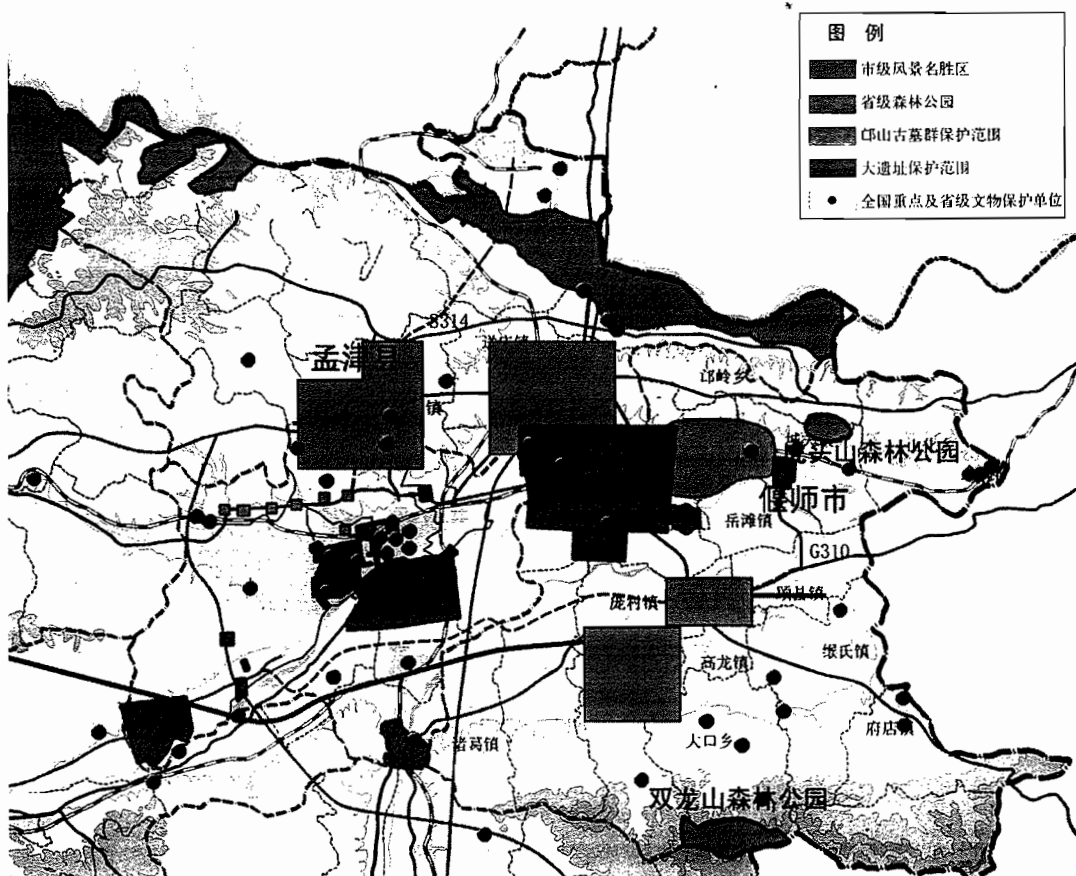 图 例
市级风景名胜区
省级森林公园
邙山古墓群保护范围
大遗址保护范围
全国重点及省级文物保护单位
S314
孟津县
邙岭乡
镇
虎头山森林公园
偃师市
岳滩镇
G310
庞村镇
顾县镇
缑氏镇
高龙镇
府店镇
大口乡
诸葛镇
双龙山森林公园